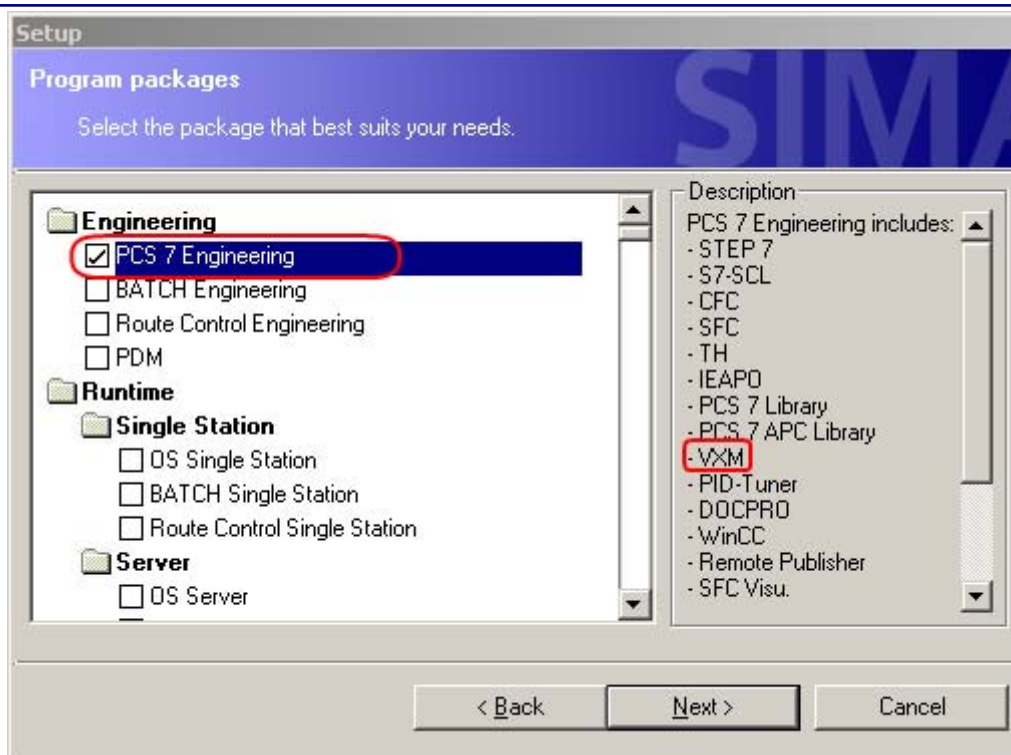 Setup
Program packages
Select the package that best suits your needs.
SIMA
Engineering
PCS 7 Engineering
BATCH Engineering
Route Control Engineering
PDM
Runtime
Single Station
OS Single Station
BATCH Single Station
Route Control Single Station
Server
OS Server
Description
PCS 7 Engineering includes:
- STEP 7
- S7-SCL
- CFC
- SFC
- TH
- IEAPO
- PCS 7 Library
- PCS 7 APC Library
- VXM
- PID-Tuner
- DOCPRO
- WinCC
- Remote Publisher
- SFC Visu.
< Back
Next >
Cancel